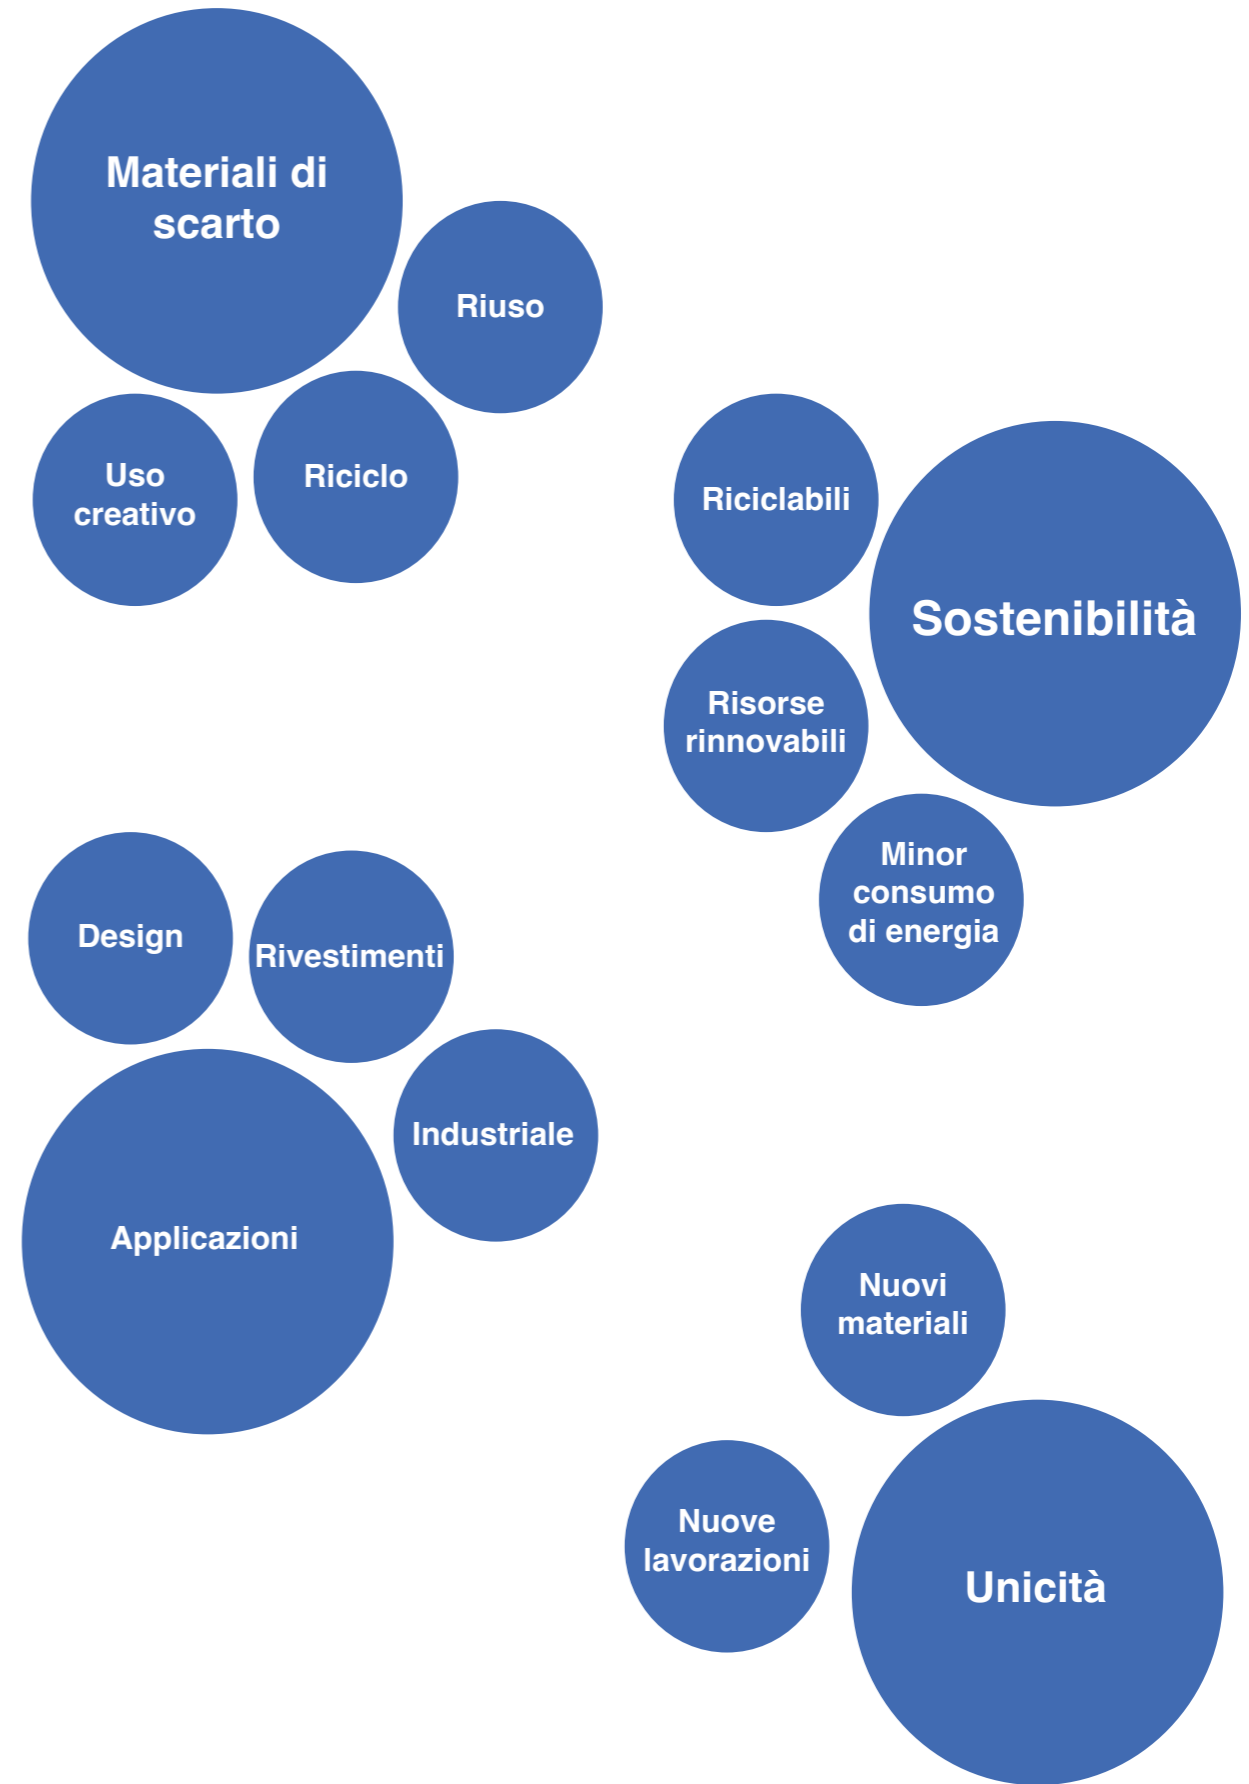 Materiali di
scarto
Riuso
Uso
creativo
Riciclo
Riciclabili
Sostenibilità
Risorse
rinnovabili
Minor
consumo
di energia
Design
Rivestimenti
Industriale
Applicazioni
Nuovi
materiali
Nuove
lavorazioni
Unicità